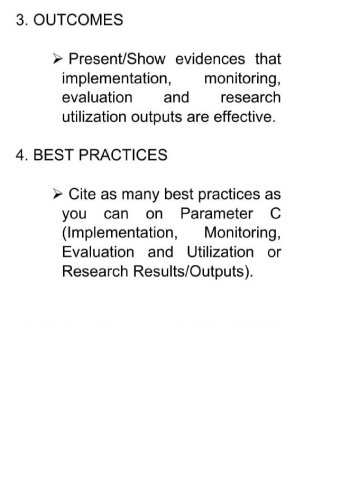 3. OUTCOMES
➢ Present/Show evidences that
implementation, monitoring,
evaluation and research
utilization outputs are effective.
4. BEST PRACTICES
➢ Cite as many best practices as
you can on Parameter C
(Implementation, Monitoring,
Evaluation and Utilization or
Research Results/Outputs).